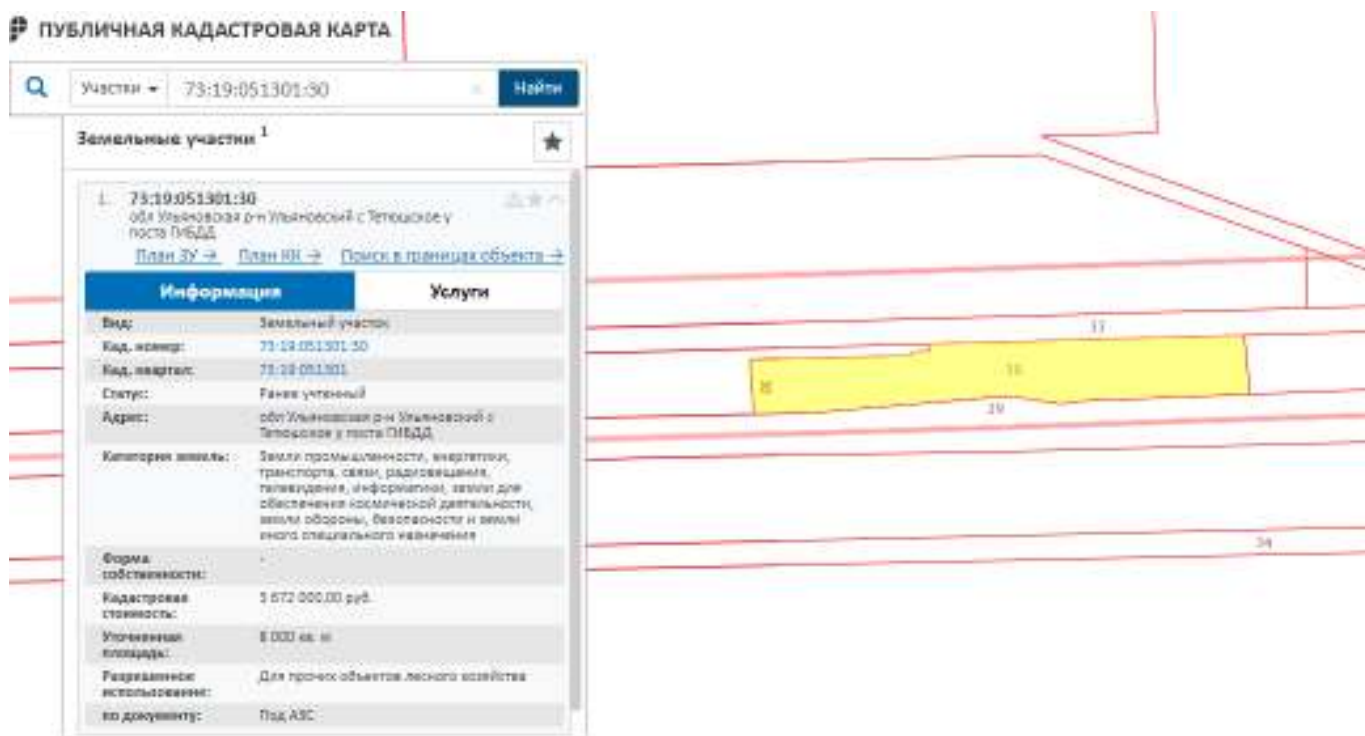 ПУБЛИЧНАЯ КАДАСТРОВАЯ КАРТА
Участки 73:19:051301:30 Найти
Земельные участки 1
1. 73:19:051301:30
обл Ульяновская р-н Ульяновский с Тетюшское у
поста ГИБДД
План ЗУ → План КК → Поиск в границах объекта →
Информация Услуги
Вид: Земельный участок
Кад. номер: 73:19:051301:30
Кад. квартал: 73:19:051301
Статус: Ранее учтенный
Адрес: обл Ульяновская р-н Ульяновский с
Тетюшское у поста ГИБДД
Категория земель: Земли промышленности, энергетики,
транспорта, связи, радиовещания,
телевидения, информатики, земли для
обеспечения космической деятельности,
земли обороны, безопасности и земли
иного специального назначения
Форма
собственности: -
Кадастровая
стоимость: 672 000,00 руб.
Уточненная
площадь: 8 000 кв. м
Разрешенное
использование: Для прочих объектов лесного хозяйства
по документу: Под АЗС